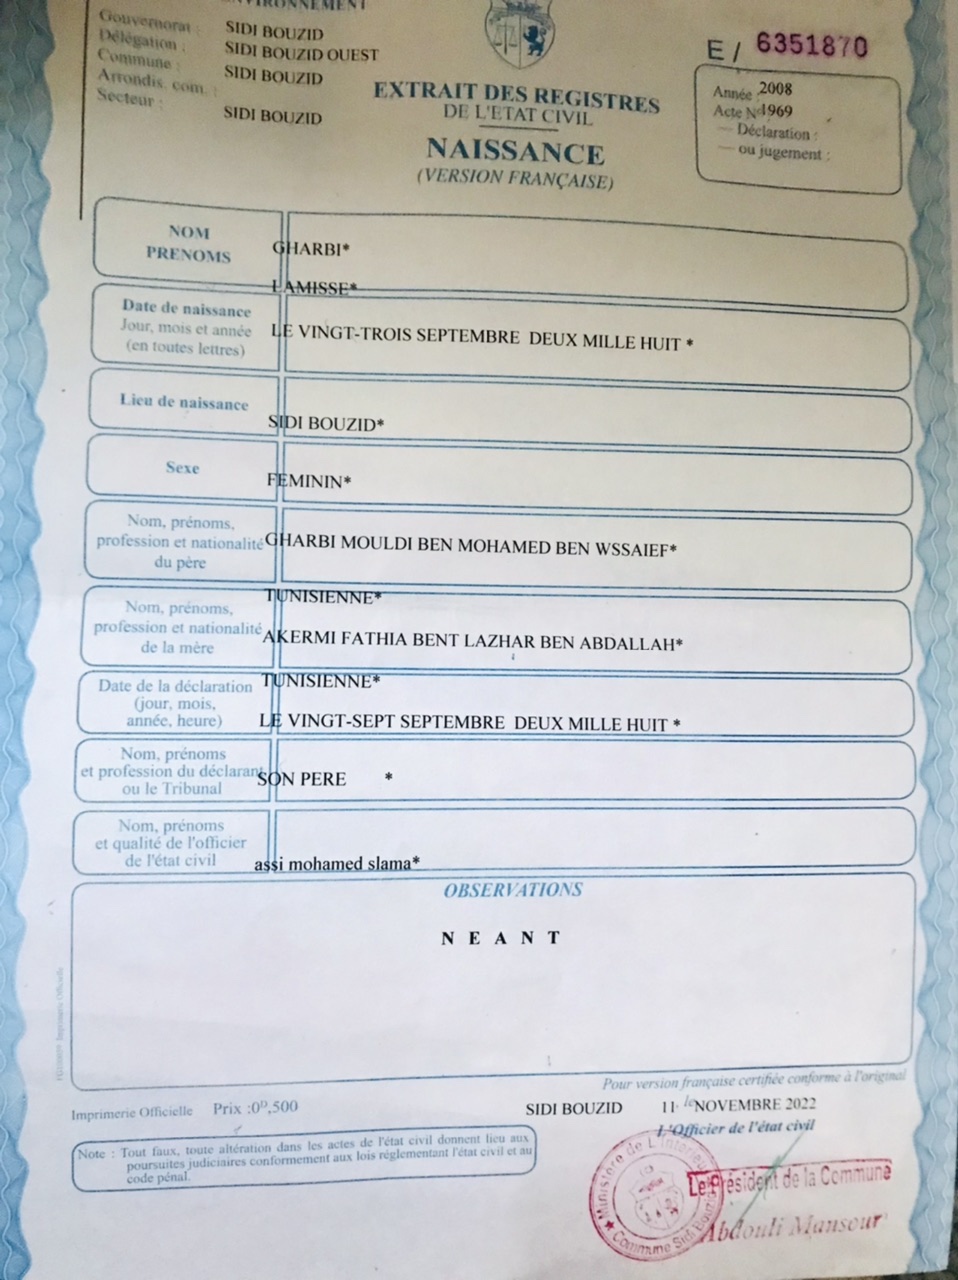 Gouvernorat : SIDI BOUZID
Délégation : SIDI BOUZID OUEST
Commune : SIDI BOUZID
Arrondis. com. :
Secteur : SIDI BOUZID
E / 6351870
EXTRAIT DES REGISTRES
DE L'ETAT CIVIL
NAISSANCE
(VERSION FRANÇAISE)
Année : 2008
Acte N° 1969
— Déclaration :
— ou jugement :
NOM
PRENOMS
GHARBI*
LAMISSE*
Date de naissance
Jour, mois et année
(en toutes lettres)
LE VINGT-TROIS SEPTEMBRE DEUX MILLE HUIT *
Lieu de naissance
SIDI BOUZID*
Sexe
FEMININ*
Nom, prénoms,
profession et nationalité
du père
GHARBI MOULDI BEN MOHAMED BEN WSSAIEF*
TUNISIENNE*
Nom, prénoms,
profession et nationalité
de la mère
AKERMI FATHIA BENT LAZHAR BEN ABDALLAH*
TUNISIENNE*
Date de la déclaration
(jour, mois,
année, heure)
LE VINGT-SEPT SEPTEMBRE DEUX MILLE HUIT *
Nom, prénoms
et profession du déclarant
ou le Tribunal
SON PERE *
Nom, prénoms
et qualité de l'officier
de l'état civil
assi mohamed slama*
OBSERVATIONS
N E A N T
Pour version française certifiée conforme à l'original
Imprimerie Officielle Prix :0ᴰ,500
SIDI BOUZID 11 le NOVEMBRE 2022
L'Officier de l'état civil
Note : Tout faux, toute altération dans les actes de l'état civil donnent lieu aux
poursuites judiciaires conformement aux lois réglementant l'état civil et au
code pénal.
Ministère de L'Intérieur
Commune Sidi Bouzid
Le Président de la Commune
Abdouli Mansour